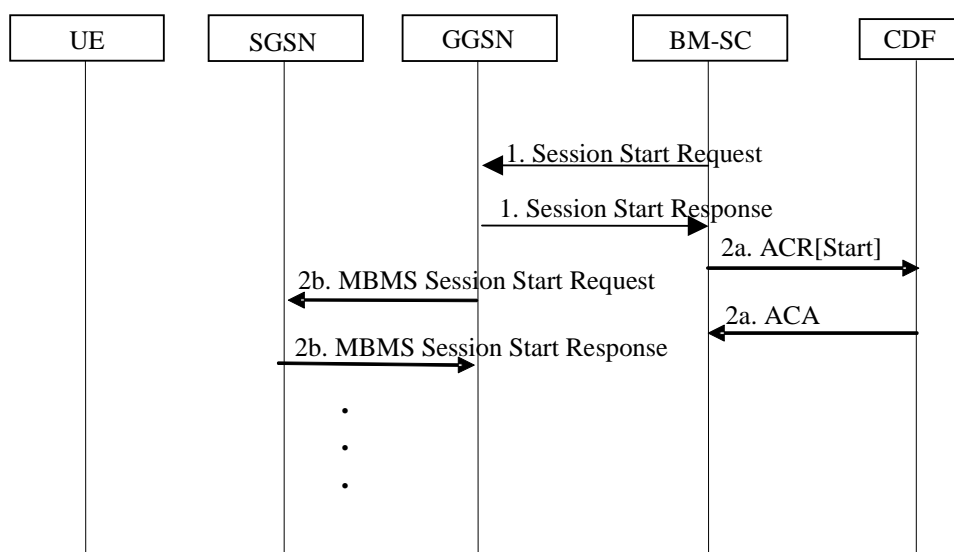 UE
SGSN
GGSN
BM-SC
CDF
1. Session Start Request
1. Session Start Response
2a. ACR[Start]
2b. MBMS Session Start Request
2a. ACA
2b. MBMS Session Start Response